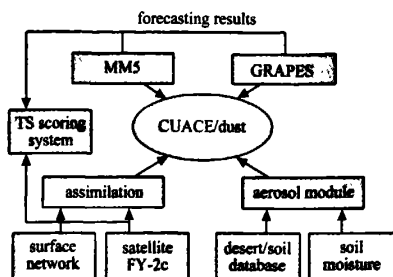 forecasting results
MM5
GRAPES
TS scoring
system
CUACE/dust
assimilation
aerosol module
surface
network
satellite
FY-2c
desert/soil
database
soil
moisture